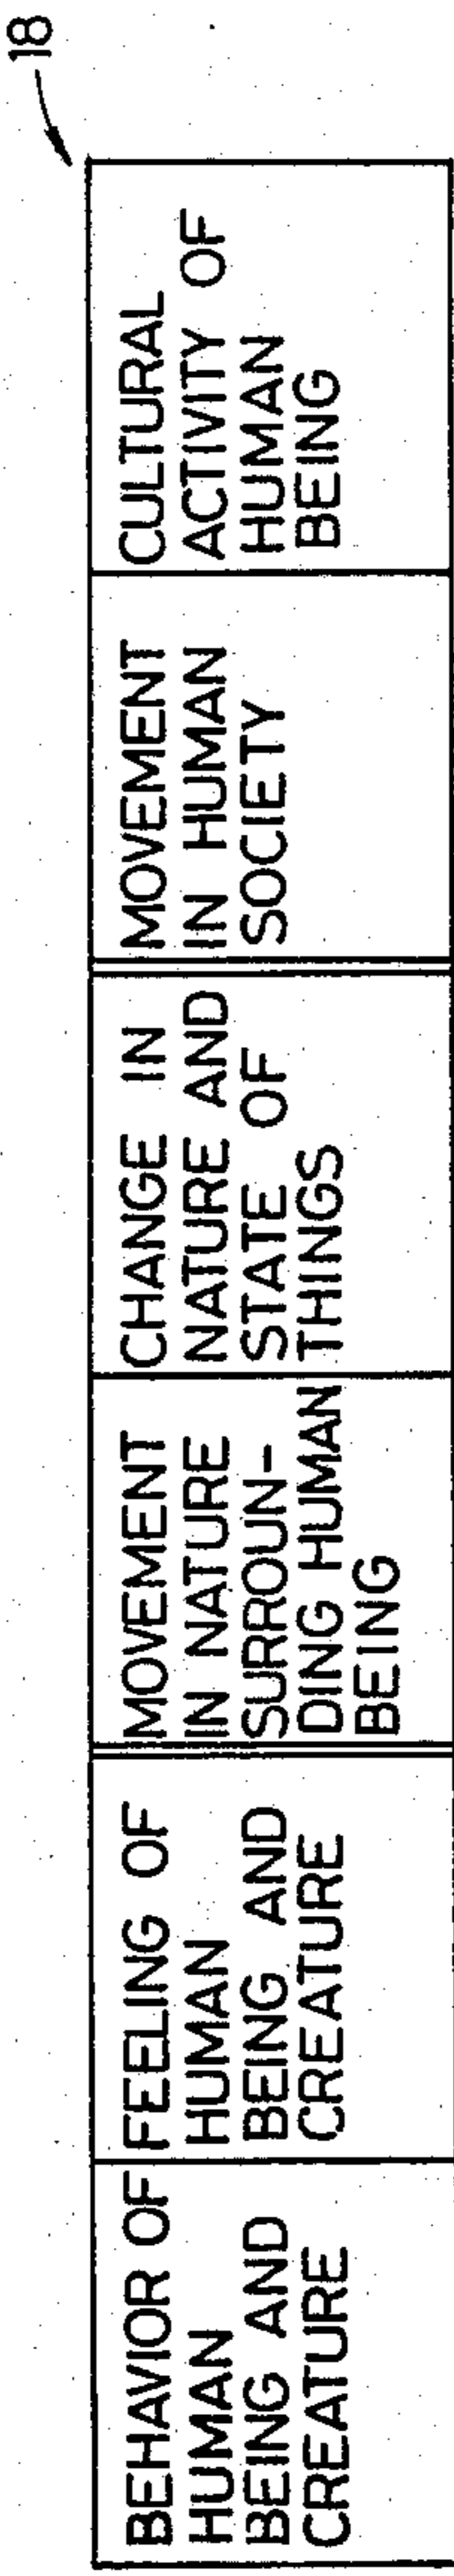 18
BEHAVIOR OF
HUMAN
BEING AND
CREATURE
FEELING OF
HUMAN
BEING AND
CREATURE
MOVEMENT
IN NATURE
SURROUN-
DING HUMAN
BEING
CHANGE IN
NATURE AND
STATE OF
THINGS
MOVEMENT
IN HUMAN
SOCIETY
CULTURAL
ACTIVITY OF
HUMAN
BEING